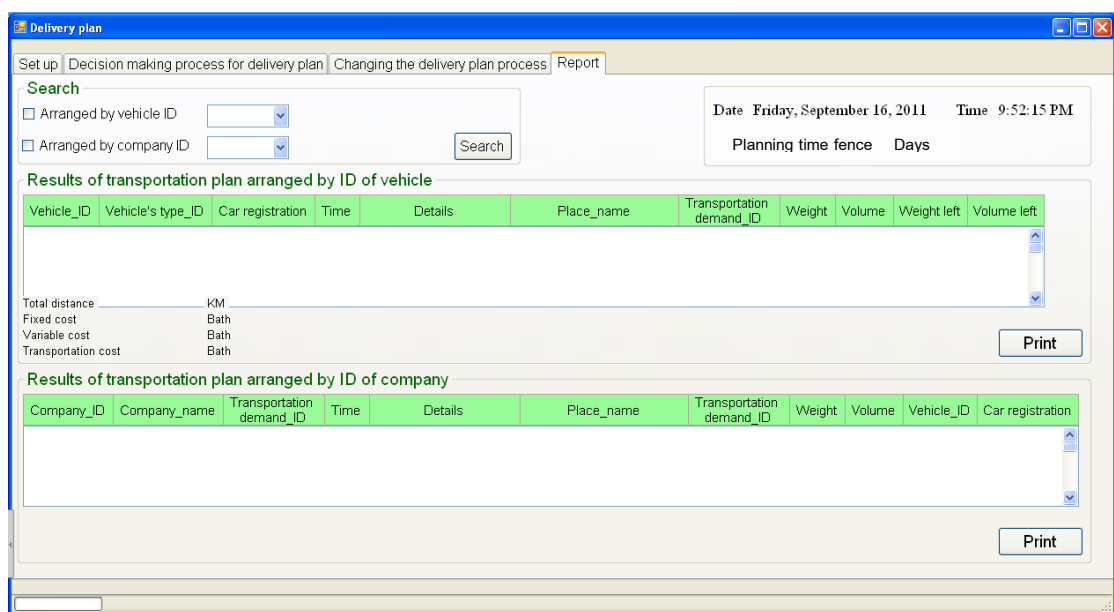 Delivery plan
Set up Decision making process for delivery plan Changing the delivery plan process Report
Search
Arranged by vehicle ID
Arranged by company ID
Search
Date Friday, September 16, 2011 Time 9:52:15 PM
Planning time fence Days
Results of transportation plan arranged by ID of vehicle
Vehicle_ID Vehicle's type_ID Car registration Time Details Place_name Transportation demand_ID Weight Volume Weight left Volume left
Total distance KM
Fixed cost Bath
Variable cost Bath
Transportation cost Bath
Print
Results of transportation plan arranged by ID of company
Company_ID Company_name Transportation demand_ID Time Details Place_name Transportation demand_ID Weight Volume Vehicle_ID Car registration
Print